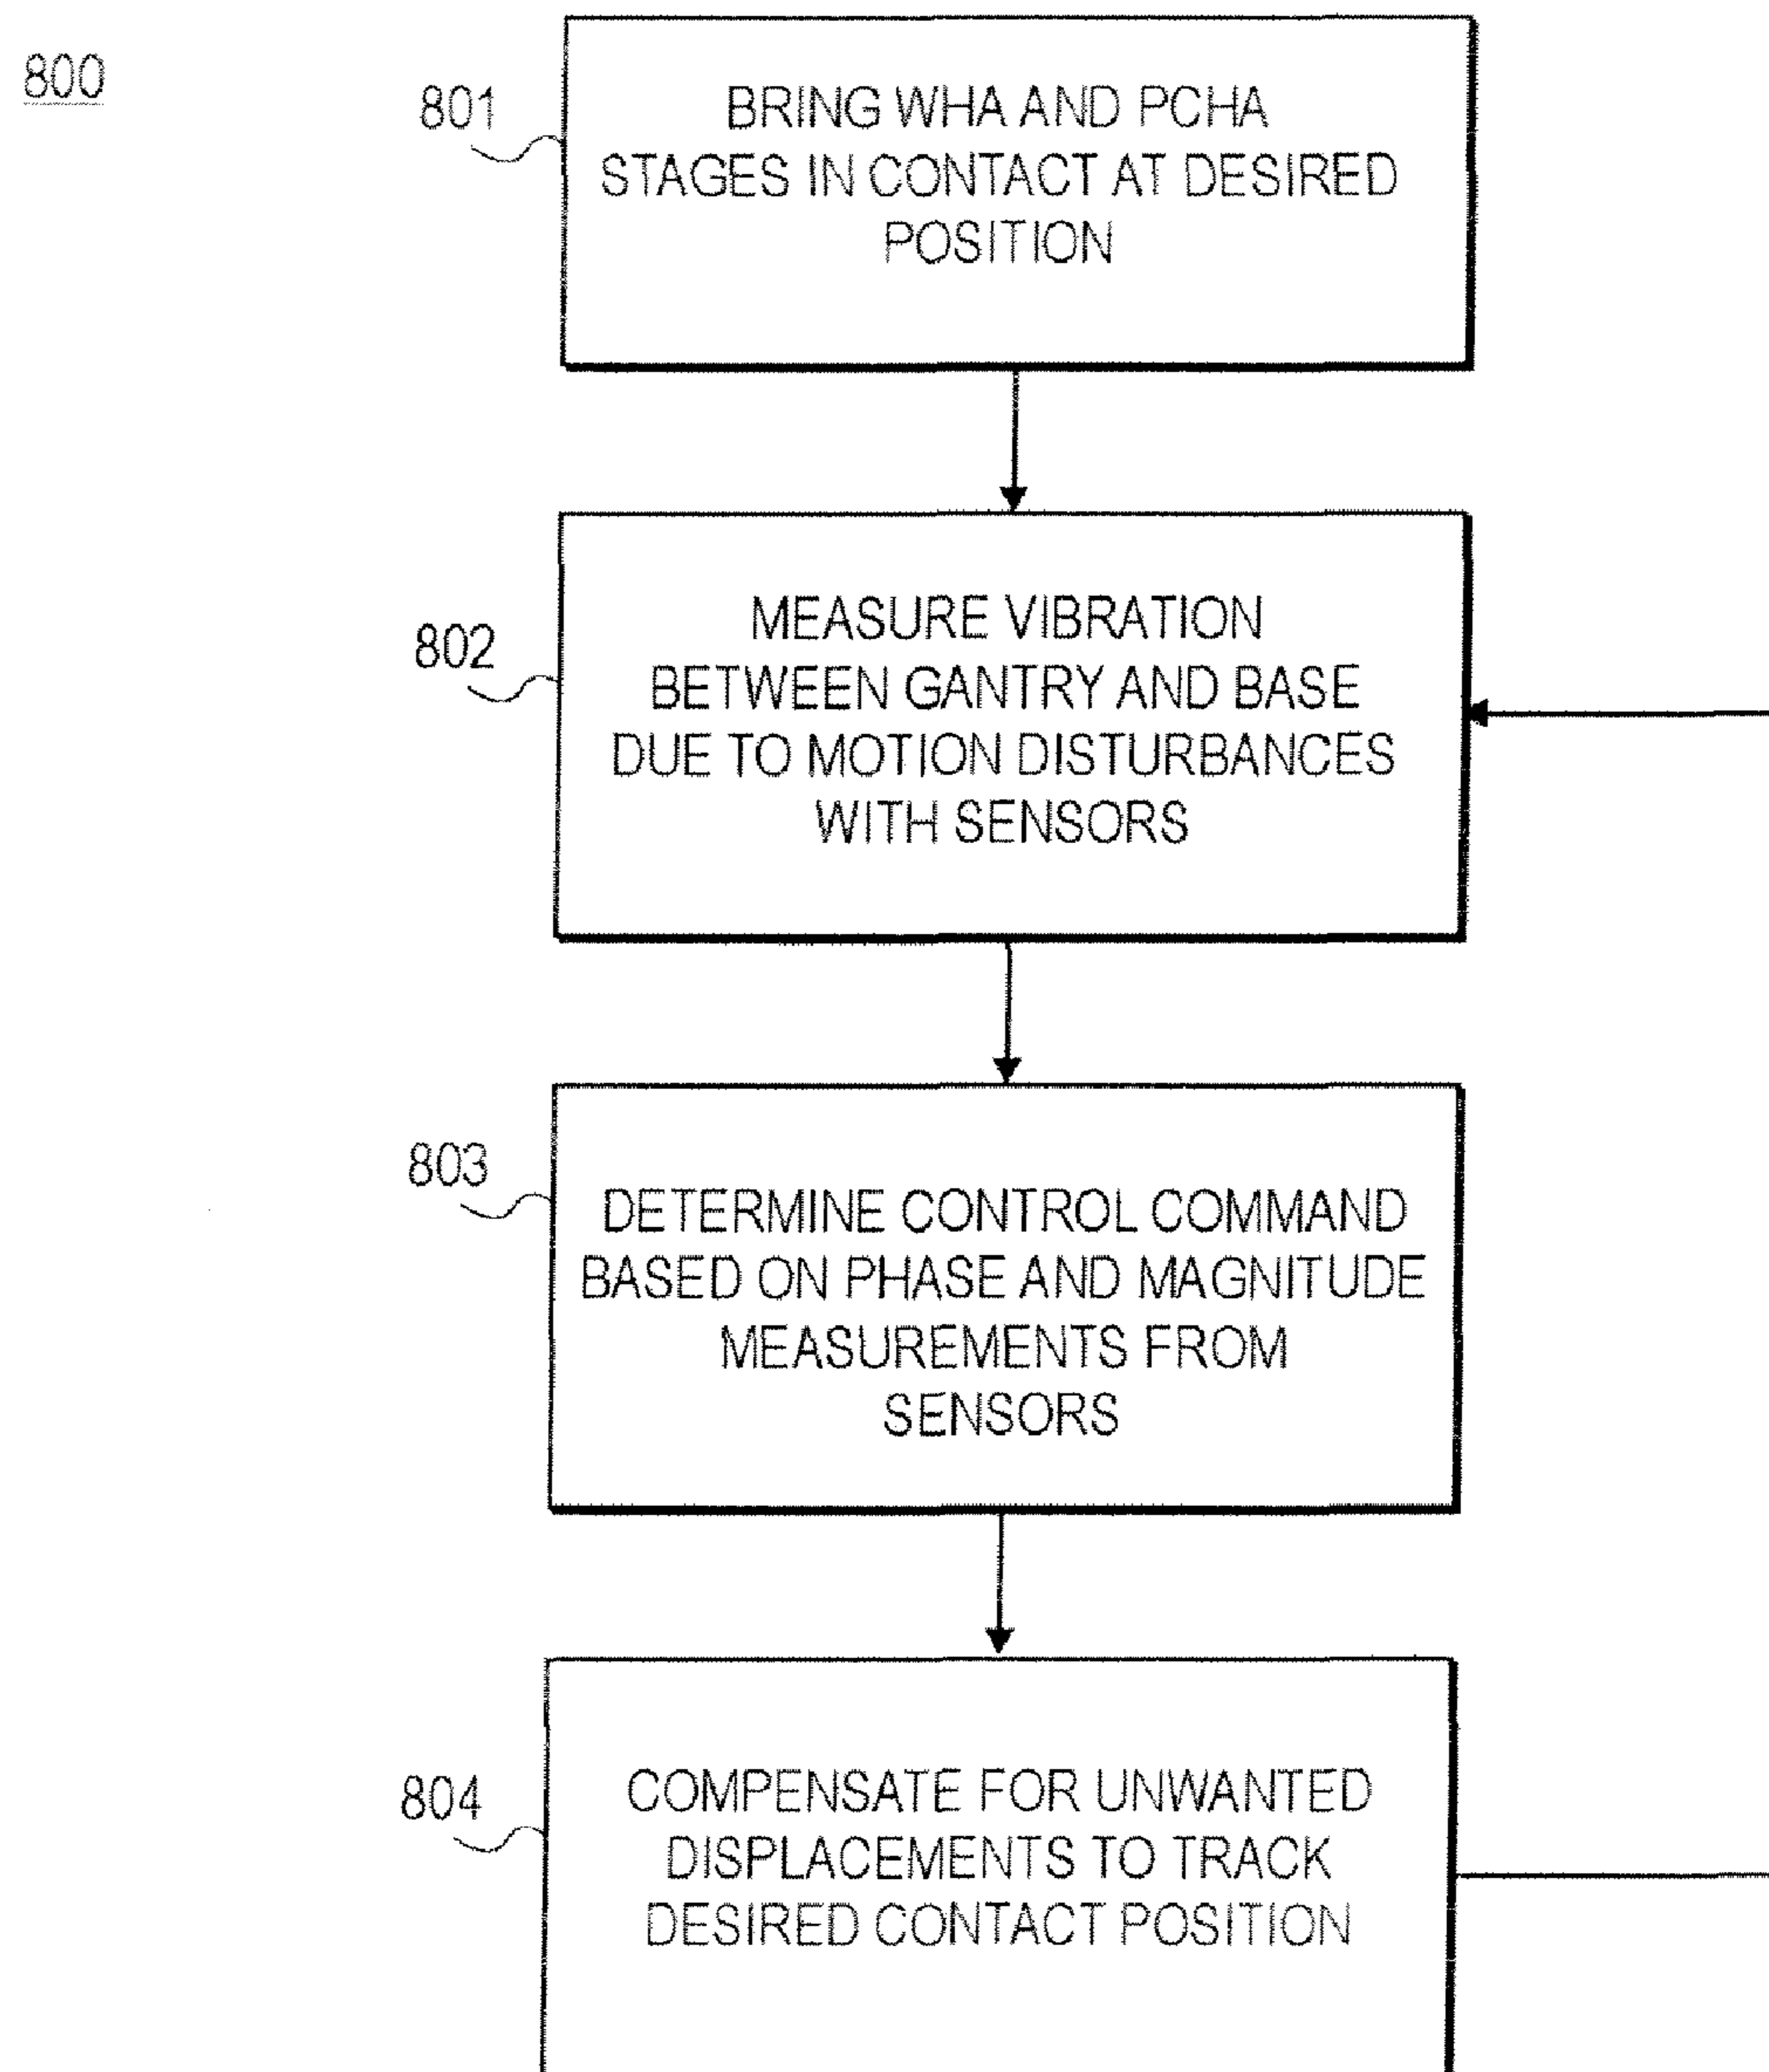 800
801
BRING WHA AND PCHA
STAGES IN CONTACT AT DESIRED
POSITION
802
MEASURE VIBRATION
BETWEEN GANTRY AND BASE
DUE TO MOTION DISTURBANCES
WITH SENSORS
803
DETERMINE CONTROL COMMAND
BASED ON PHASE AND MAGNITUDE
MEASUREMENTS FROM
SENSORS
804
COMPENSATE FOR UNWANTED
DISPLACEMENTS TO TRACK
DESIRED CONTACT POSITION